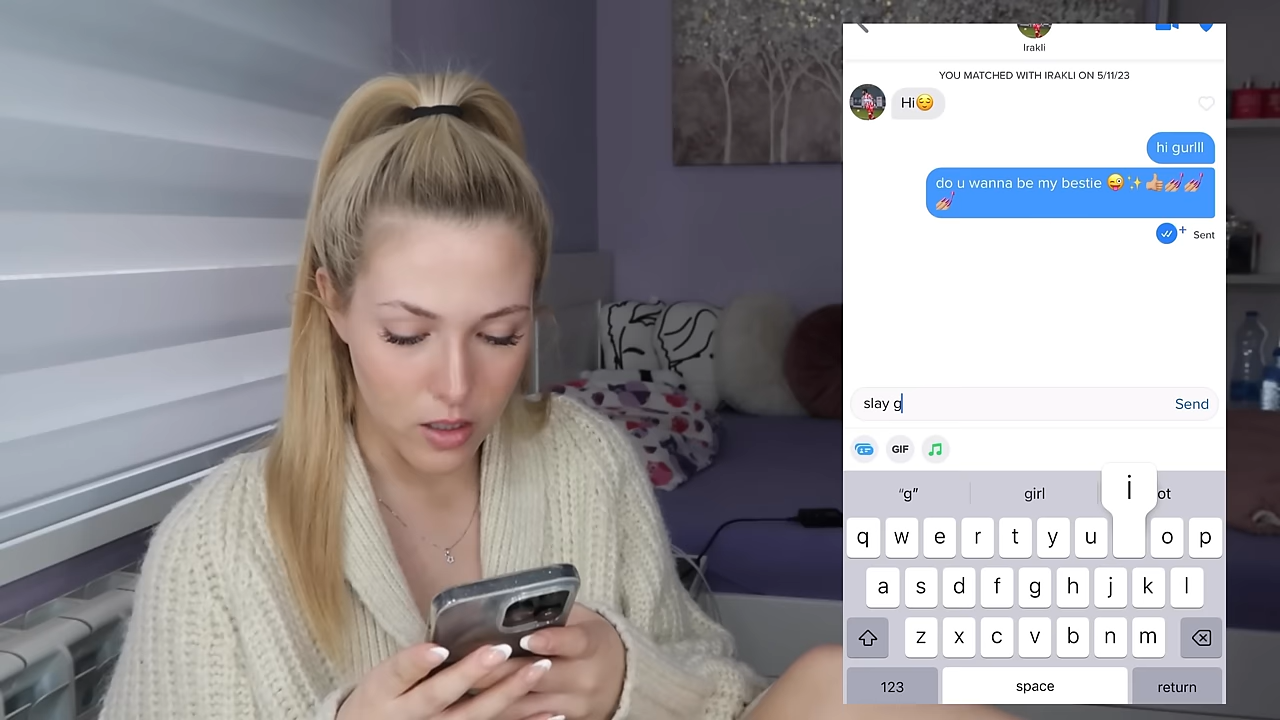 Irakli
YOU MATCHED WITH IRAKLI ON 5/11/23
Hi😌
hi gurlll
do u wanna be my bestie 😜✨👍🏼💅🏼💅🏼
💅🏼
Sent
slay g
Send
GIF
“g” girl ot
i
q w e r t y u o p
a s d f g h j k l
z x c v b n m
123 space return